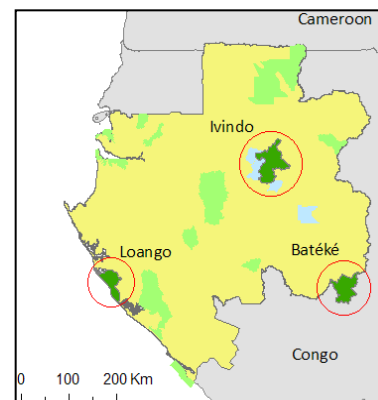 Cameroon
Ivindo
Loango
Batéké
Congo
0 100 200 Km